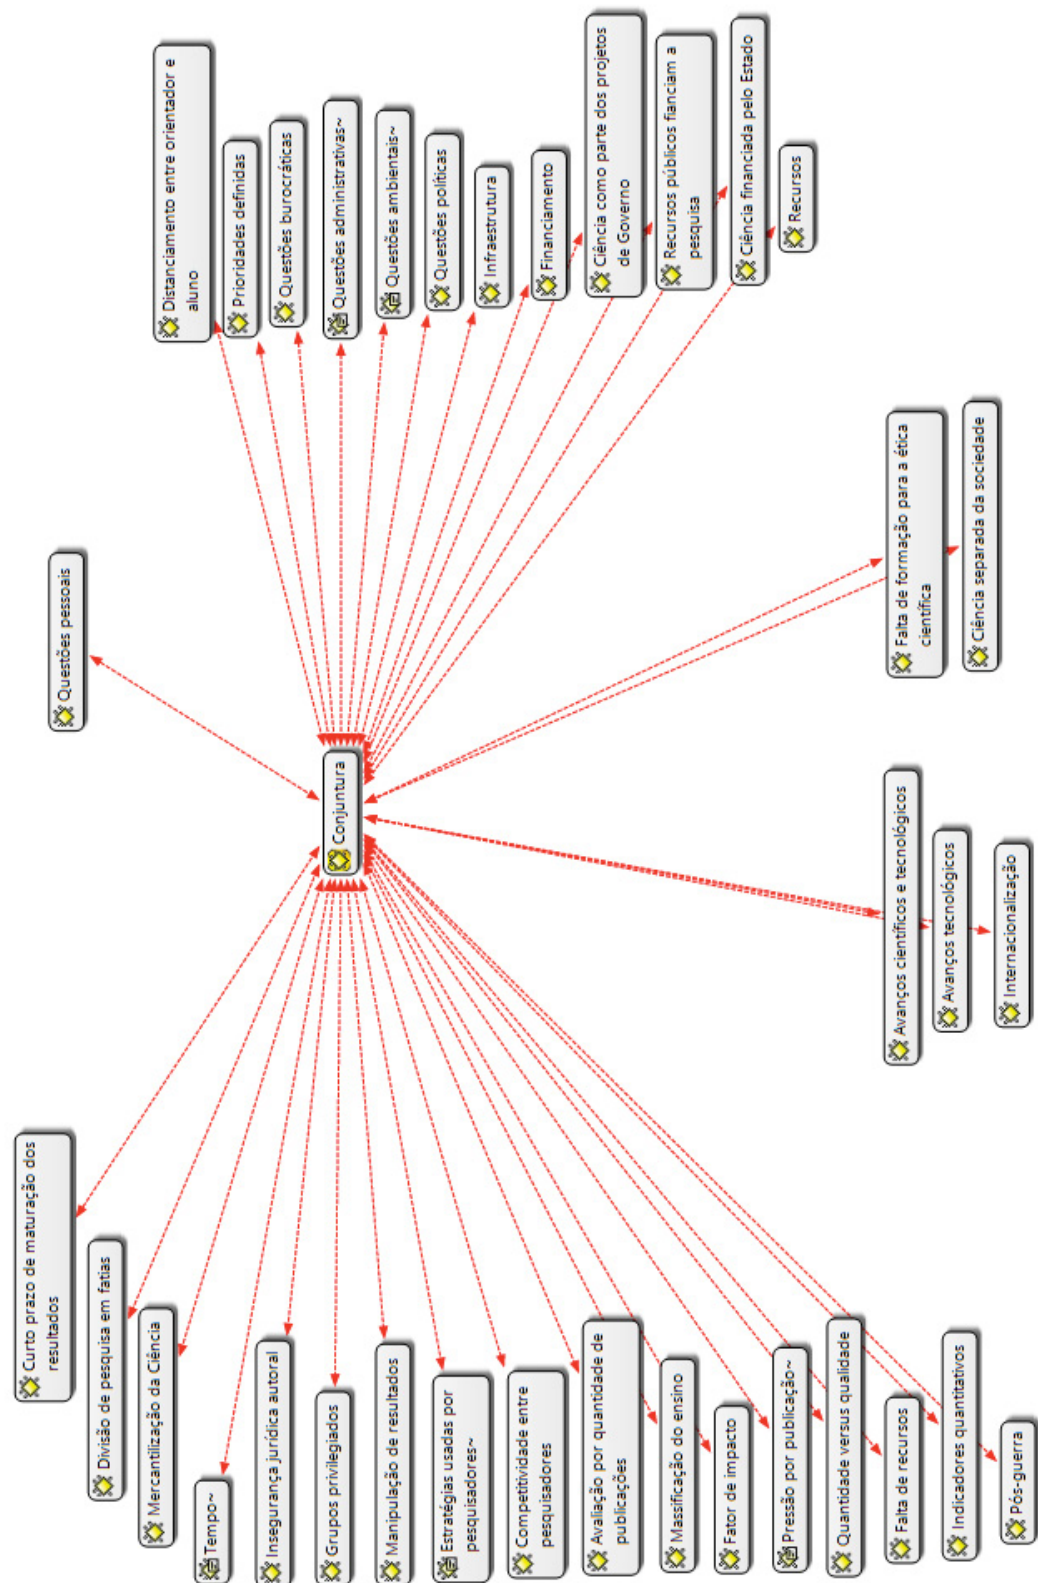 Curto prazo de maturação dos
resultados
Divisão de pesquisa em fatias
Mercantilização da Ciência
Tempo~
Insegurança jurídica autoral
Grupos privilegiados
Manipulação de resultados
Estratégias usadas por
pesquisadores~
Competitividade entre
pesquisadores
Avaliação por quantidade de
publicações
Massificação do ensino
Fator de impacto
Pressão por publicação~
Quantidade versus qualidade
Falta de recursos
Indicadores quantitativos
Pós-guerra
Avanços científicos e tecnológicos
Avanços tecnológicos
Internacionalização
Conjuntura
Questões pessoais
Falta de formação para a ética
científica
Ciência separada da sociedade
Distanciamento entre orientador e
aluno
Prioridades definidas
Questões burocráticas
Questões administrativas~
Questões ambientais~
Questões políticas
Infraestrutura
Financiamento
Ciência como parte dos projetos
de Governo
Recursos públicos fianciam a
pesquisa
Ciência financiada pelo Estado
Recursos